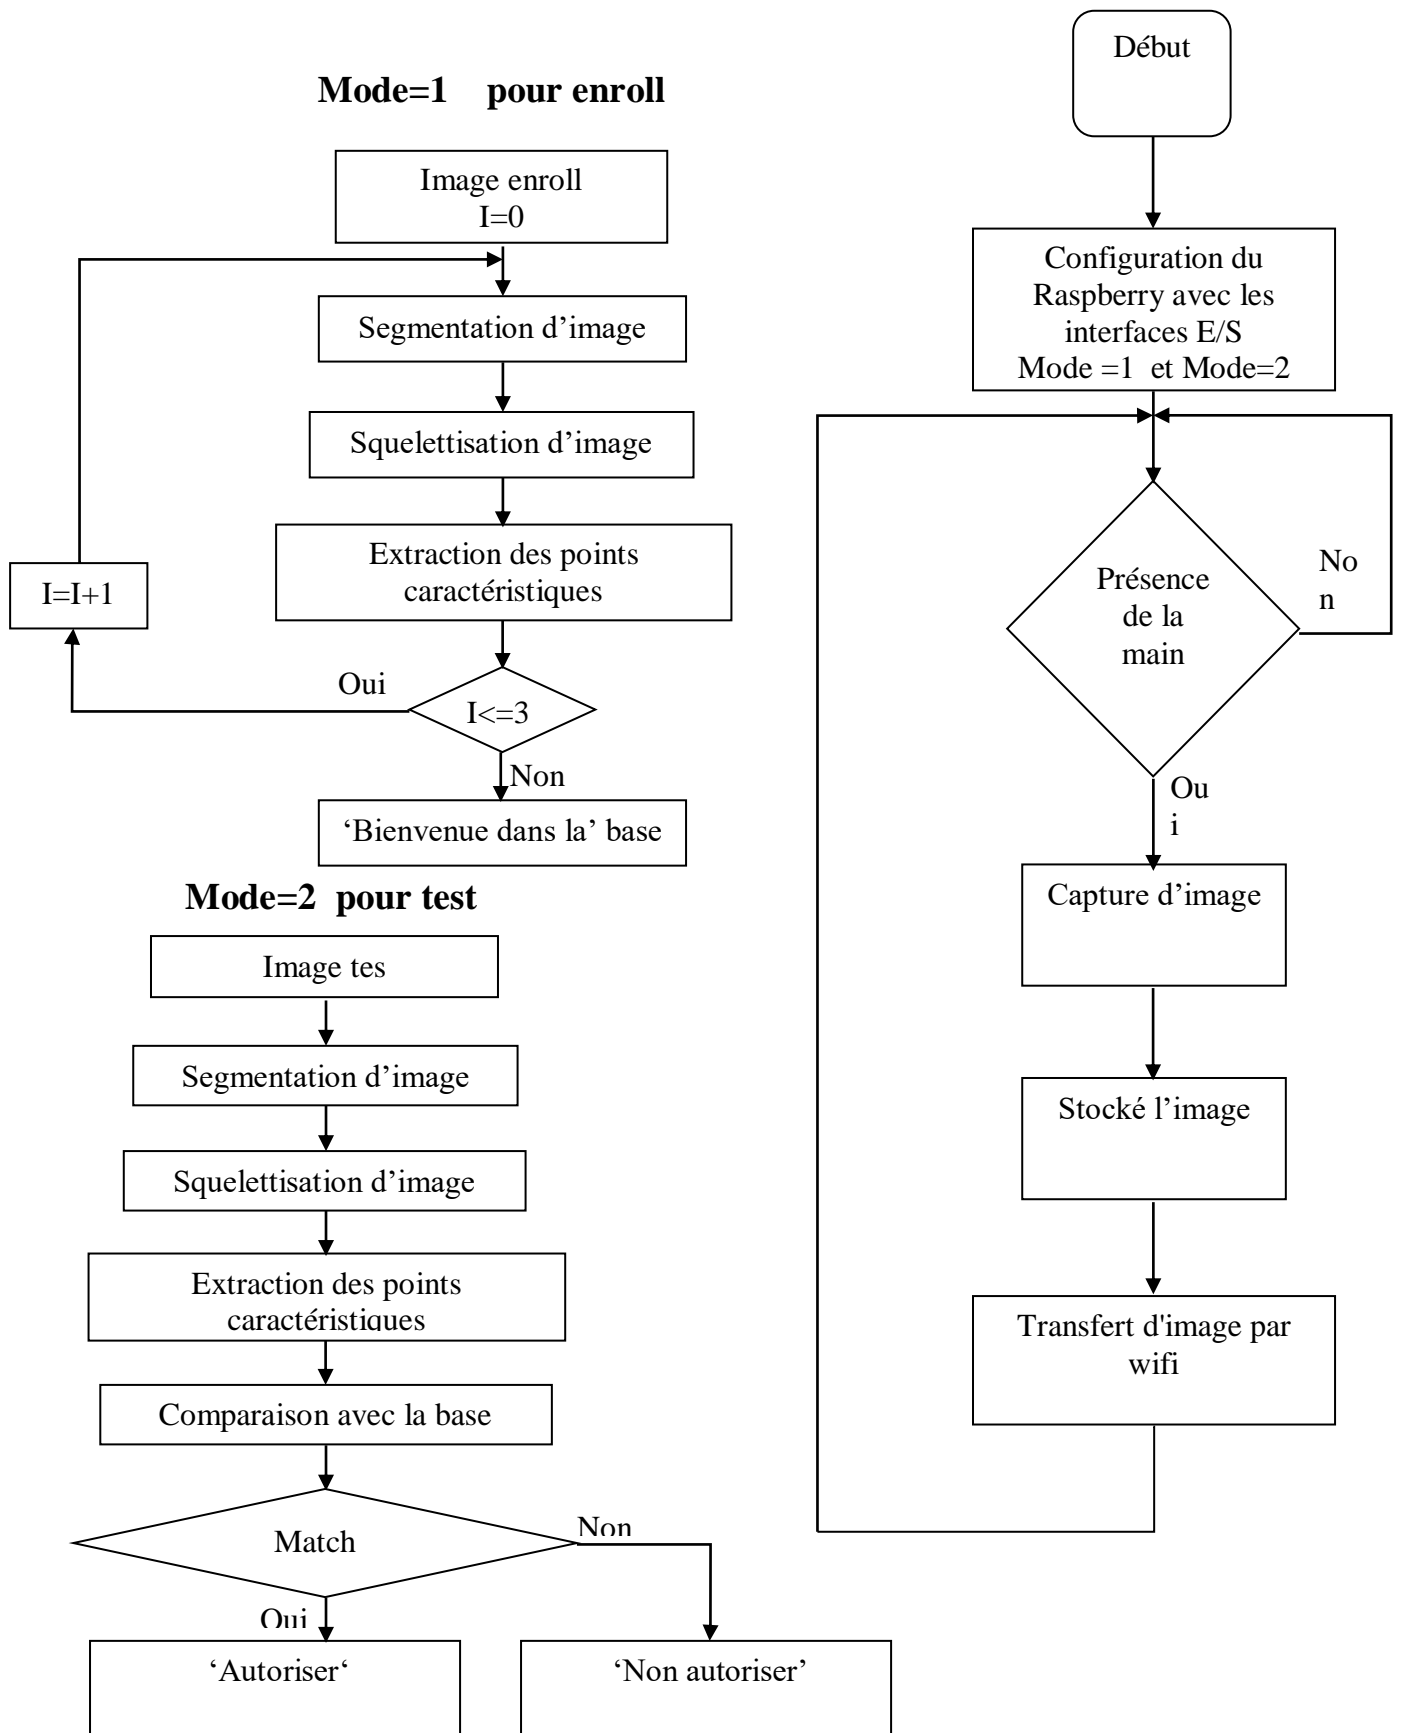 Mode=1 pour enroll
Image enroll
I=0
Segmentation d’image
Squelettisation d’image
Extraction des points
caractéristiques
I=I+1
Oui
I<=3
Non
‘Bienvenue dans la’ base
Mode=2 pour test
Image tes
Segmentation d’image
Squelettisation d’image
Extraction des points
caractéristiques
Comparaison avec la base
Match
Non
Oui
‘Autoriser‘
‘Non autoriser’
Début
Configuration du
Raspberry avec les
interfaces E/S
Mode =1 et Mode=2
Présence
de la
main
No
n
Ou
i
Capture d’image
Stocké l’image
Transfert d'image par
wifi